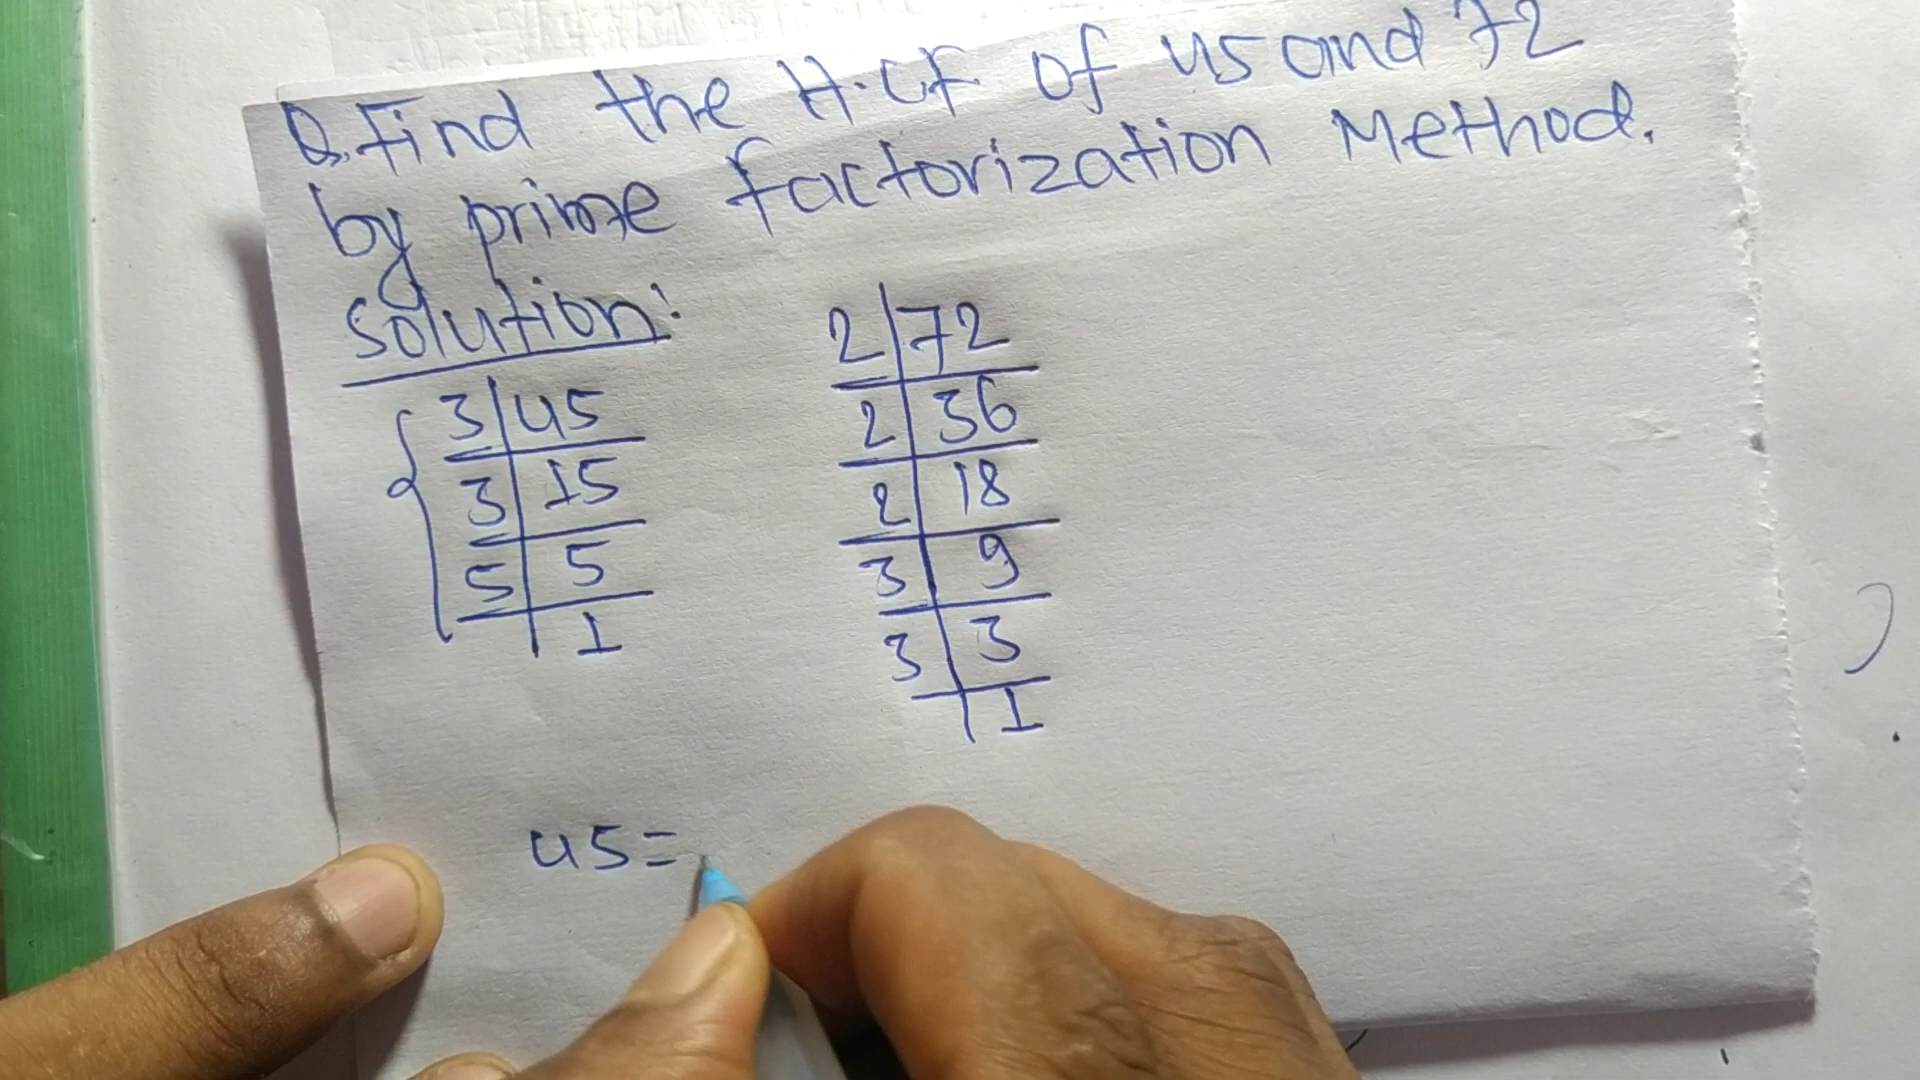 Q. Find the H.CF of 45 and 72
by prime factorization Method.
Solution:
3 | 45
3 | 15
5 | 5
1
2 | 72
2 | 36
2 | 18
3 | 9
3 | 3
1
45=